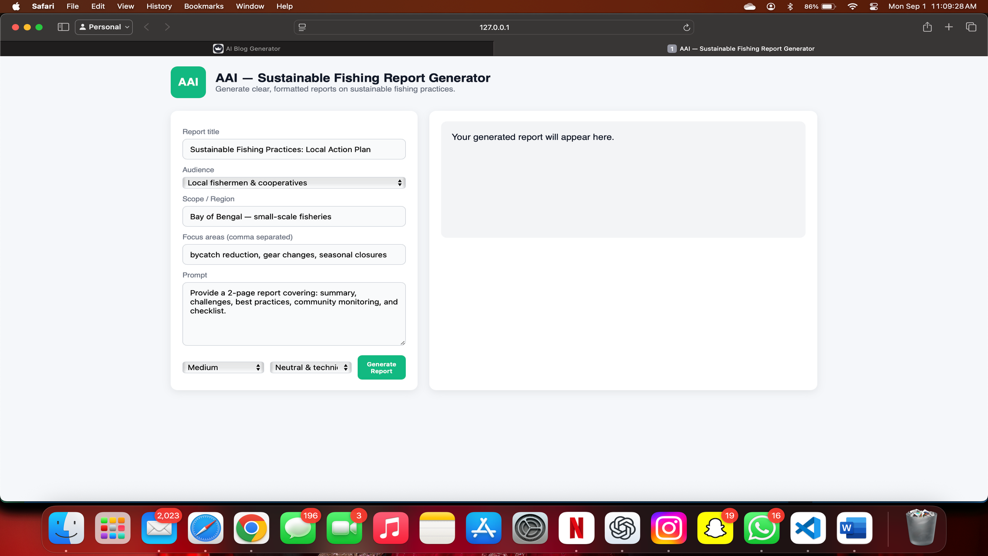 Safari File Edit View History Bookmarks Window Help
86%
Mon Sep 1 11:09:28 AM
Personal
127.0.0.1
AI Blog Generator
1 AAI — Sustainable Fishing Report Generator
AAI
AAI — Sustainable Fishing Report Generator
Generate clear, formatted reports on sustainable fishing practices.
Report title
Sustainable Fishing Practices: Local Action Plan
Audience
Local fishermen & cooperatives
Scope / Region
Bay of Bengal — small-scale fisheries
Focus areas (comma separated)
bycatch reduction, gear changes, seasonal closures
Prompt
Provide a 2-page report covering: summary,
challenges, best practices, community monitoring, and
checklist.
Medium
Neutral & technic
Generate
Report
Your generated report will appear here.
2,023
196
3
19
16